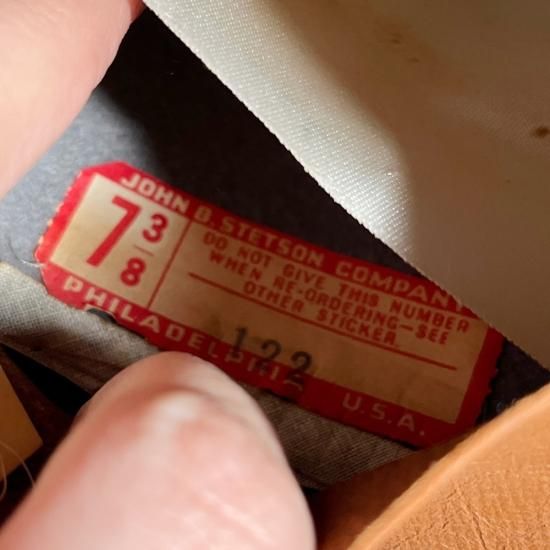 JOHN B. STETSON COMPANY
7 3/8
DO NOT GIVE THIS NUMBER
WHEN RE-ORDERING-SEE
OTHER STICKER.
122
PHILADELPHIA U.S.A.